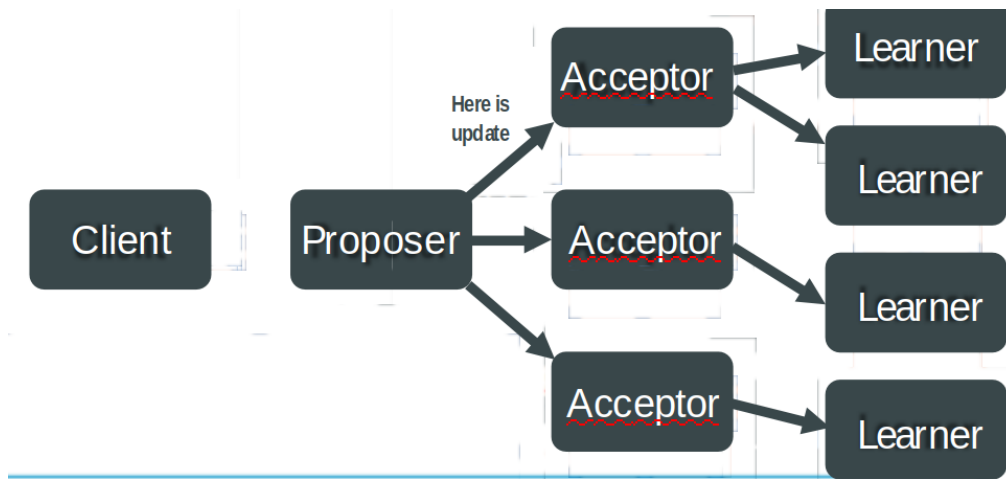 Client
Proposer
Here is
update
Acceptor
Acceptor
Acceptor
Learner
Learner
Learner
Learner